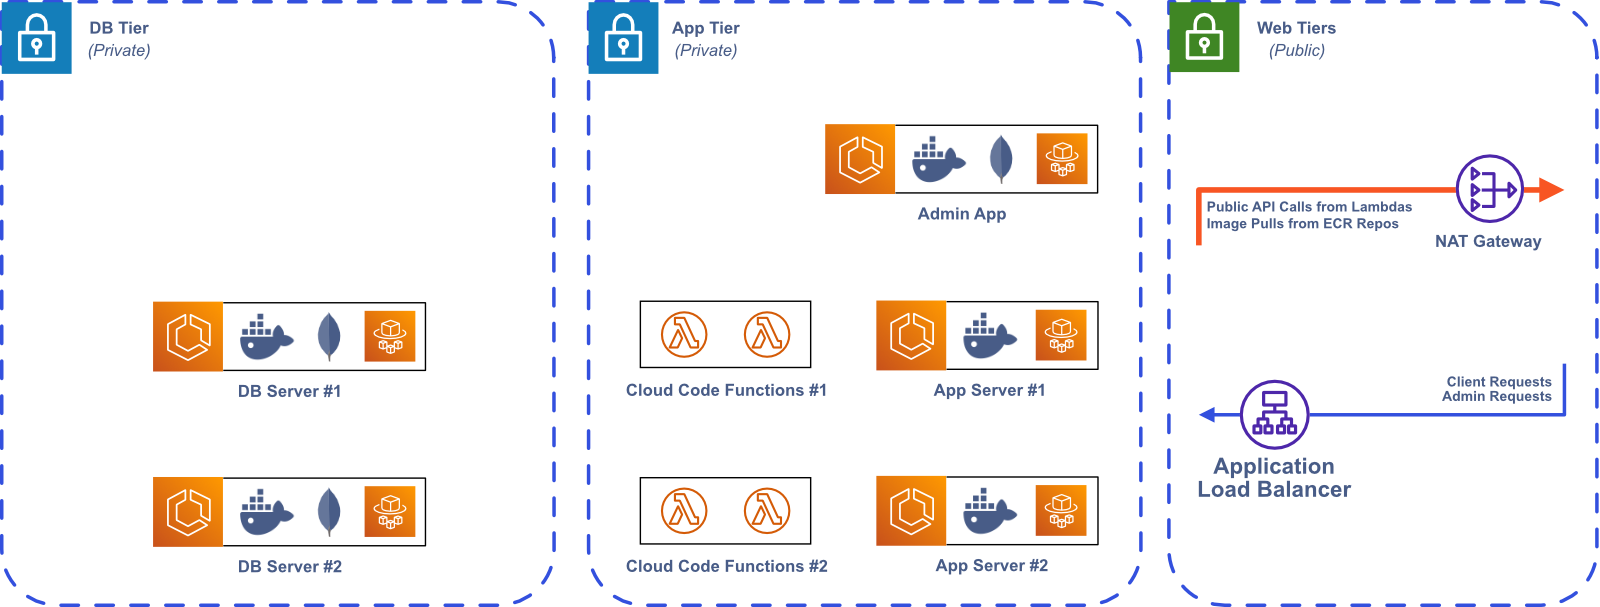 DB Tier
(Private)
DB Server #1
DB Server #2
App Tier
(Private)
Admin App
Cloud Code Functions #1
App Server #1
Cloud Code Functions #2
App Server #2
Web Tiers
(Public)
Public API Calls from Lambdas
Image Pulls from ECR Repos
NAT Gateway
Client Requests
Admin Requests
Application
Load Balancer